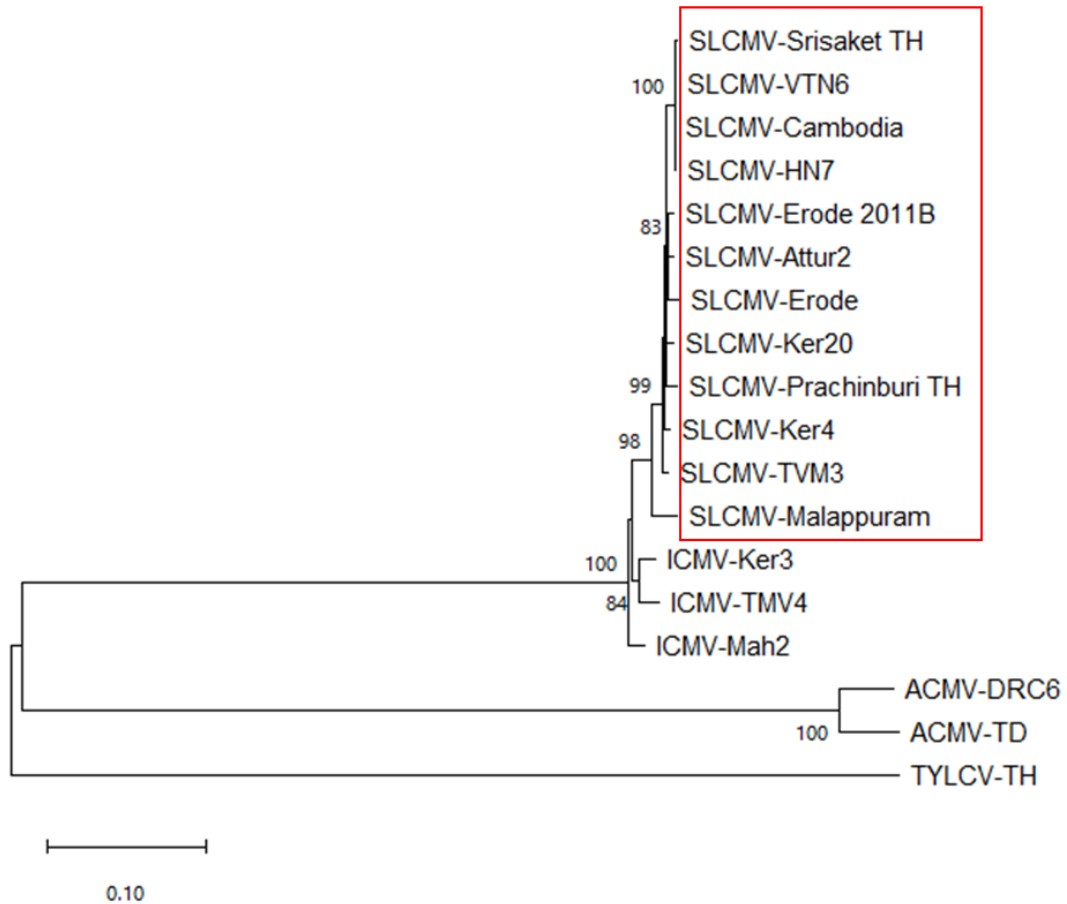 SLCMV-Srisaket TH
100
SLCMV-VTN6
SLCMV-Cambodia
SLCMV-HN7
SLCMV-Erode 2011B
83
SLCMV-Attur2
SLCMV-Erode
SLCMV-Ker20
99
SLCMV-Prachinburi TH
SLCMV-Ker4
98
SLCMV-TVM3
SLCMV-Malappuram
100
ICMV-Ker3
84
ICMV-TMV4
ICMV-Mah2
ACMV-DRC6
100
ACMV-TD
TYLCV-TH
0.10